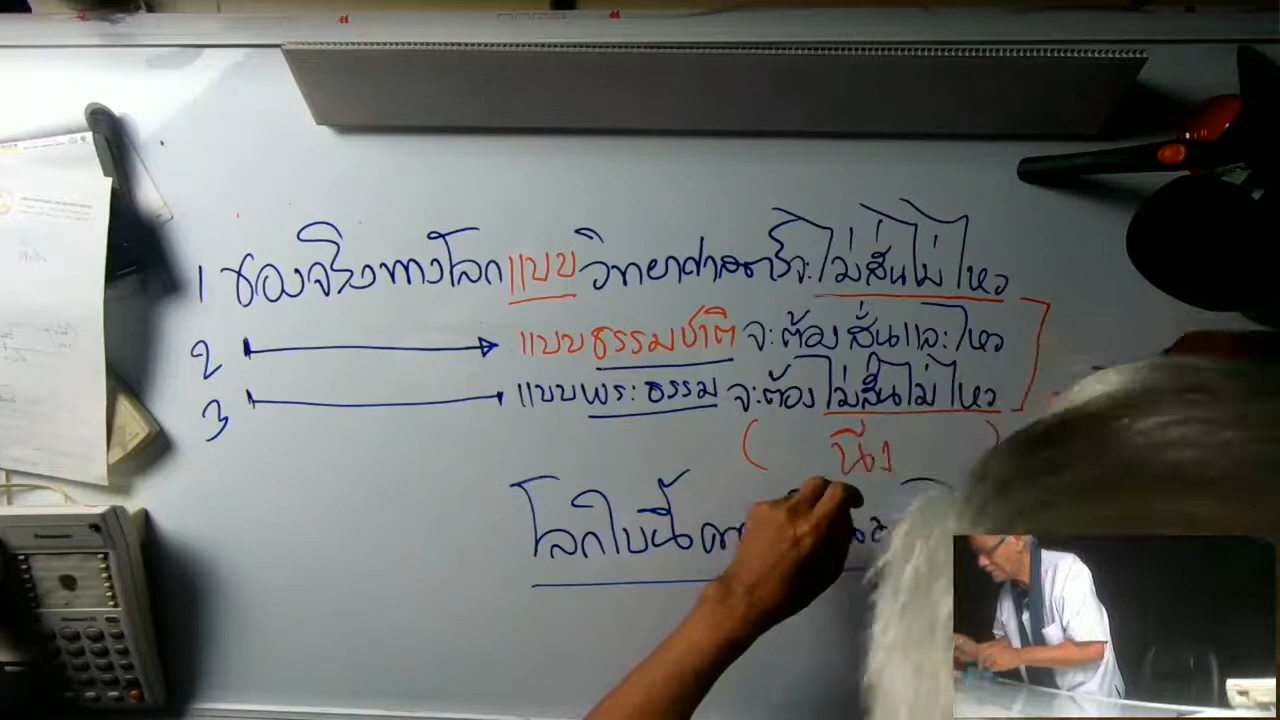 1 ของจริงทางโลกแบบวิทยาศาสตร์จะไม่สั่นไม่ไหว
2 แบบธรรมชาติจะต้องสั่นและไหว
3 แบบพระธรรมจะต้องไม่สั่นไม่ไหว
( นิ่ง )
โลกใบนี้
Panasonic